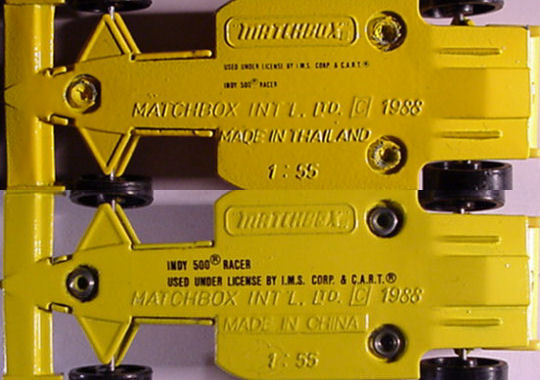 MATCHBOX
USED UNDER LICENSE BY I.M.S. CORP. & C.A.R.T.®
INDY 500® RACER
MATCHBOX INT'L. LTD. © 1988
MADE IN THAILAND
1:55
MATCHBOX
INDY 500® RACER
USED UNDER LICENSE BY I.M.S. CORP. & C.A.R.T.®
MATCHBOX INT'L. LTD. © 1988
MADE IN CHINA
1:55